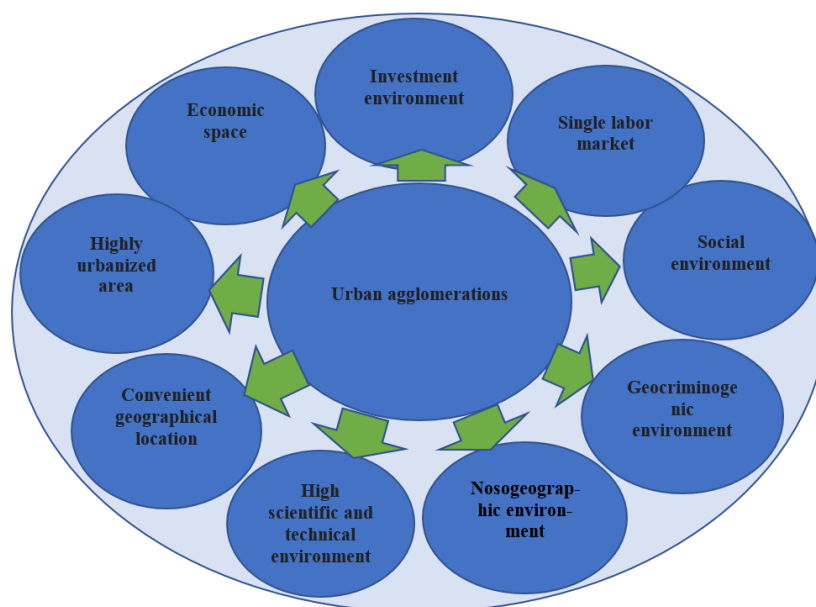 Investment
environment
Economic
space
Single labor
market
Highly
urbanized
area
Social
environment
Urban agglomerations
Convenient
geographical
location
Geocriminoge
nic
environment
High
scientific and
technical
environment
Nosogeograp-
hic environ-
ment